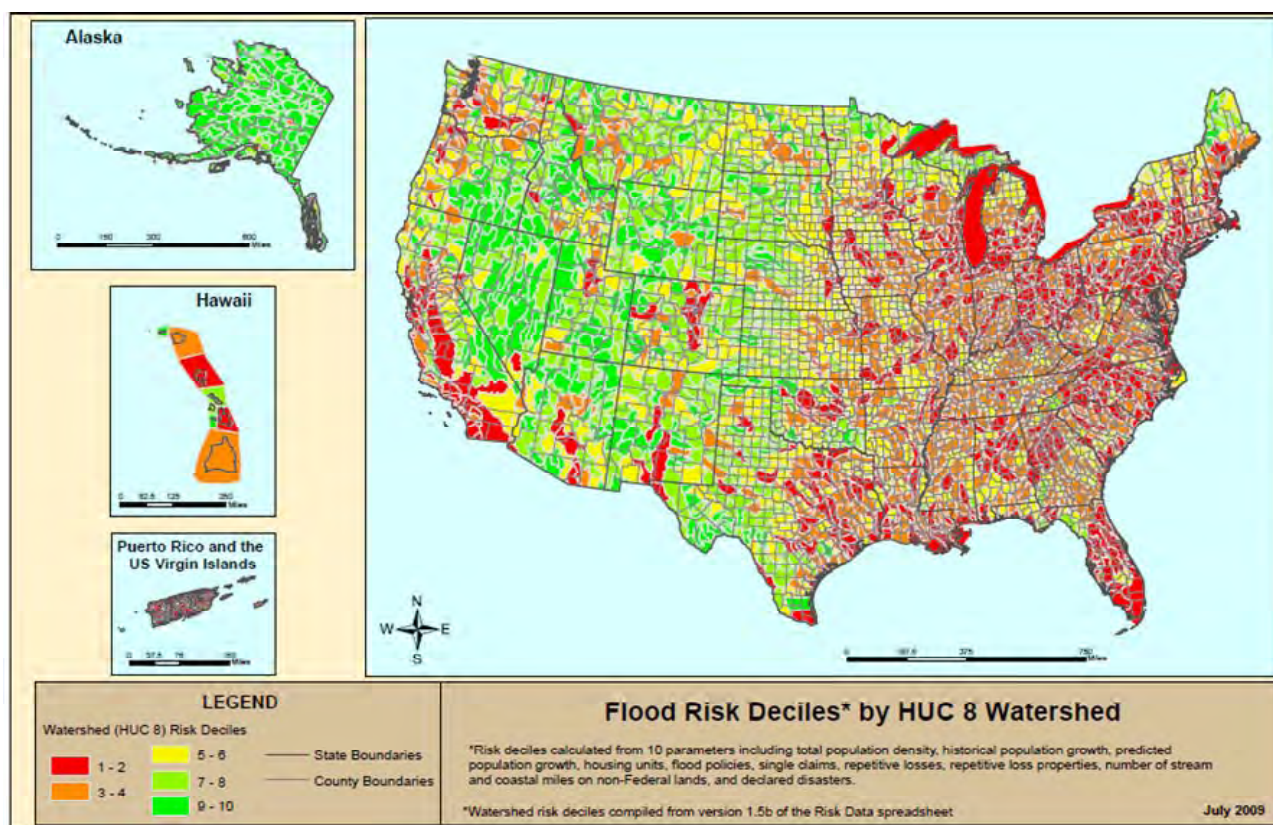 Alaska
0 150 300 600
Miles
Hawaii
0 62.5 125 250
Miles
Puerto Rico and the
US Virgin Islands
Miles
N
W E
S
0 187.5 375 750
Miles
LEGEND
Watershed (HUC 8) Risk Deciles
1 - 2
3 - 4
5 - 6
7 - 8
9 - 10
State Boundaries
County Boundaries
Flood Risk Deciles* by HUC 8 Watershed
*Risk deciles calculated from 10 parameters including total population density, historical population growth, predicted
population growth, housing units, flood policies, single claims, repetitive losses, repetitive loss properties, number of stream
and coastal miles on non-Federal lands, and declared disasters.
*Watershed risk deciles compiled from version 1.5b of the Risk Data spreadsheet
July 2009